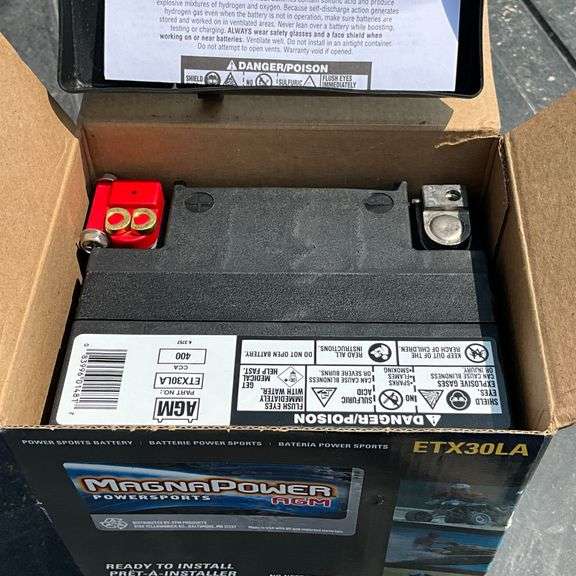 explosive mixtures of hydrogen and oxygen. Because self-discharge action generates
hydrogen gas even when the battery is not in operation, make sure batteries are
stored and worked on in ventilated areas. Never lean over a battery while boosting,
testing or charging. ALWAYS wear safety glasses and a face shield when
working on or near batteries. Ventilate well. Do not install in an airtight container.
Do not attempt to open vents. Warranty void if opened.
DANGER/POISON
SHIELD
NO
SULFURIC
FLUSH EYES
IMMEDIATELY
AGM
PART NO.:
ETX30LA
CCA
400
DANGER/POISON
SHIELD
EYES.
EXPLOSIVE GASES
CAN CAUSE BLINDNESS
OR INJURY.
NO
•SPARKS
•FLAMES
•SMOKING
SULFURIC
ACID
CAN CAUSE
BLINDNESS OR
SEVERE BURNS.
FLUSH EYES
IMMEDIATELY
WITH WATER.
GET
MEDICAL
HELP FAST.
KEEP OUT OF
REACH OF CHILDREN.
READ ALL
INSTRUCTIONS.
DO NOT OPEN BATTERY.
POWER SPORTS BATTERY | BATTERIE POWER SPORTS | BATERÍA POWER SPORTS
ETX30LA
MAGNAPOWER
POWERSPORTS
AGM
READY TO INSTALL
PRÊT-À-INSTALLER